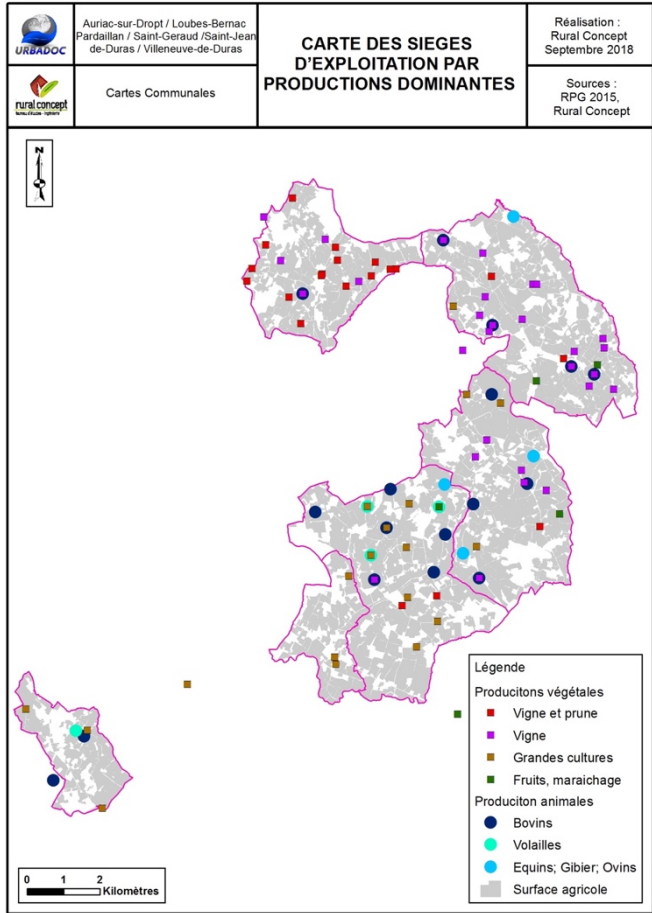 URBADOC
Auriac-sur-Dropt / Loubes-Bernac
Pardaillan / Saint-Geraud /Saint-Jean
de-Duras / Villeneuve-de-Duras
CARTE DES SIEGES
D'EXPLOITATION PAR
PRODUCTIONS DOMINANTES
Réalisation :
Rural Concept
Septembre 2018
rural concept
Cartes Communales
Sources :
RPG 2015,
Rural Concept
N
Légende
Producitons végétales
Vigne et prune
Vigne
Grandes cultures
Fruits, maraichage
Produciton animales
Bovins
Volailles
Equins; Gibier; Ovins
Surface agricole
0 1 2
Kilomètres